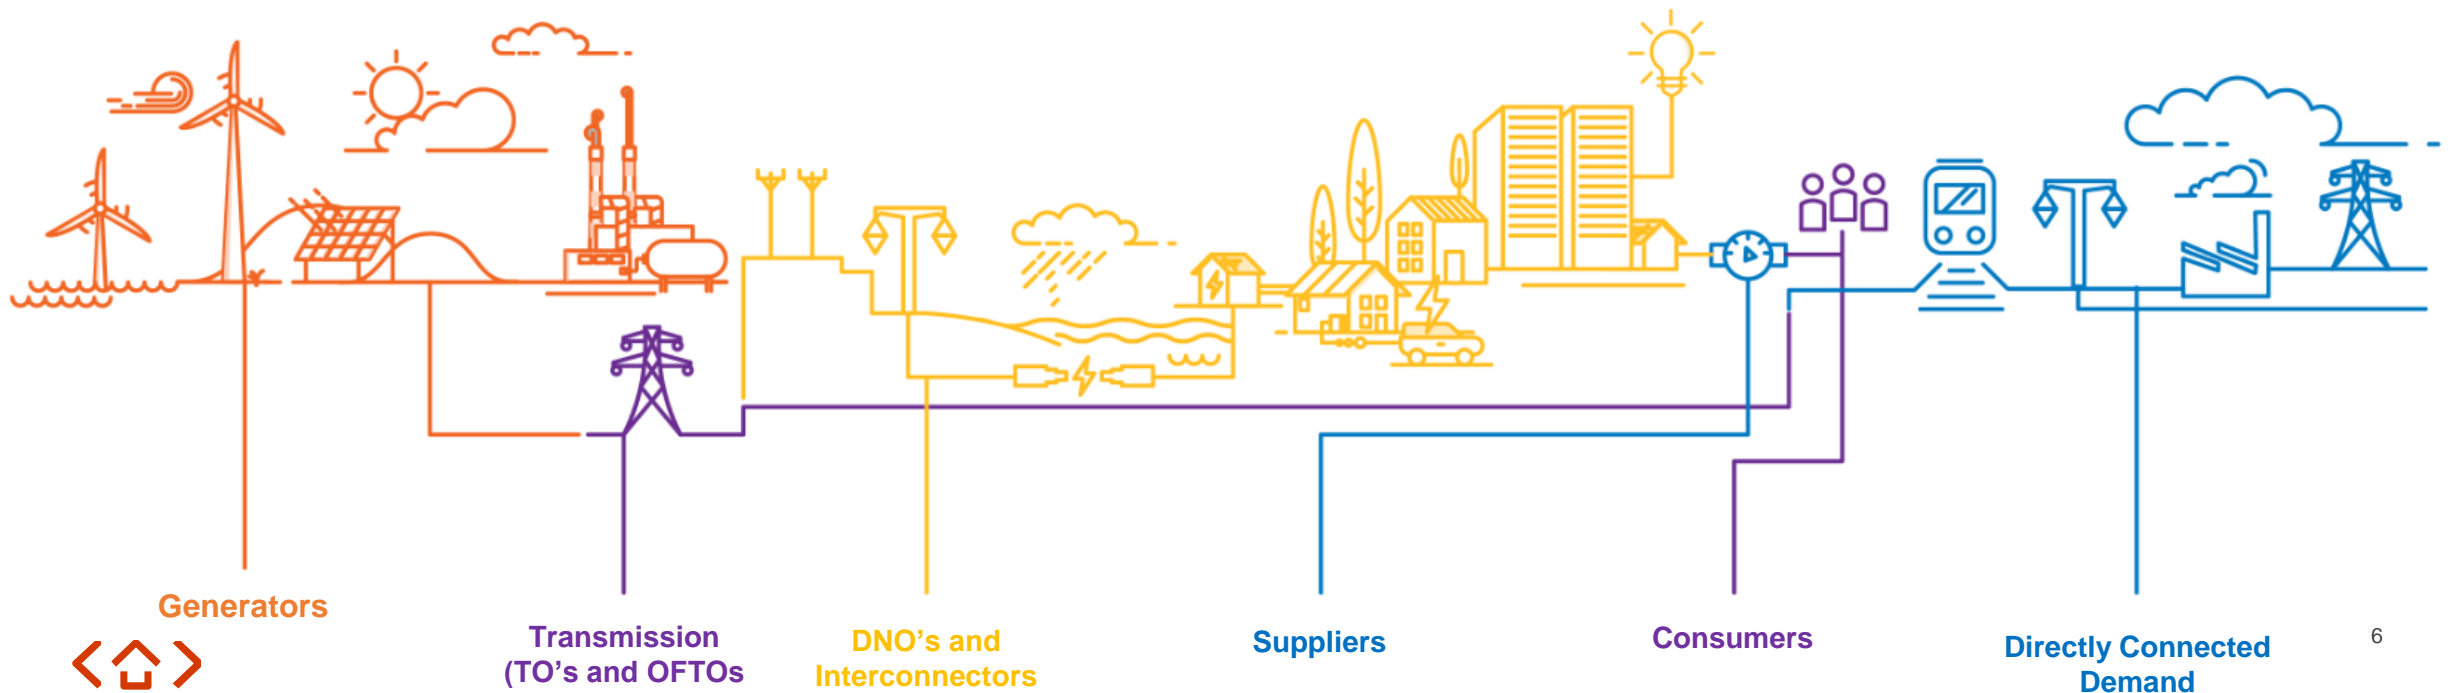 Generators
Transmission
(TO's and OFTOs
DNO’s and
Interconnectors
Suppliers
Consumers
Directly Connected
Demand
6